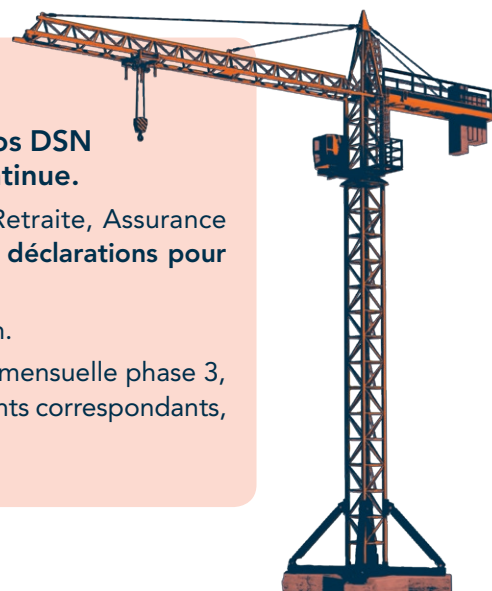 os DSN
tinue.
Retraite, Assurance
déclarations pour
n.
mensuelle phase 3,
nts correspondants,